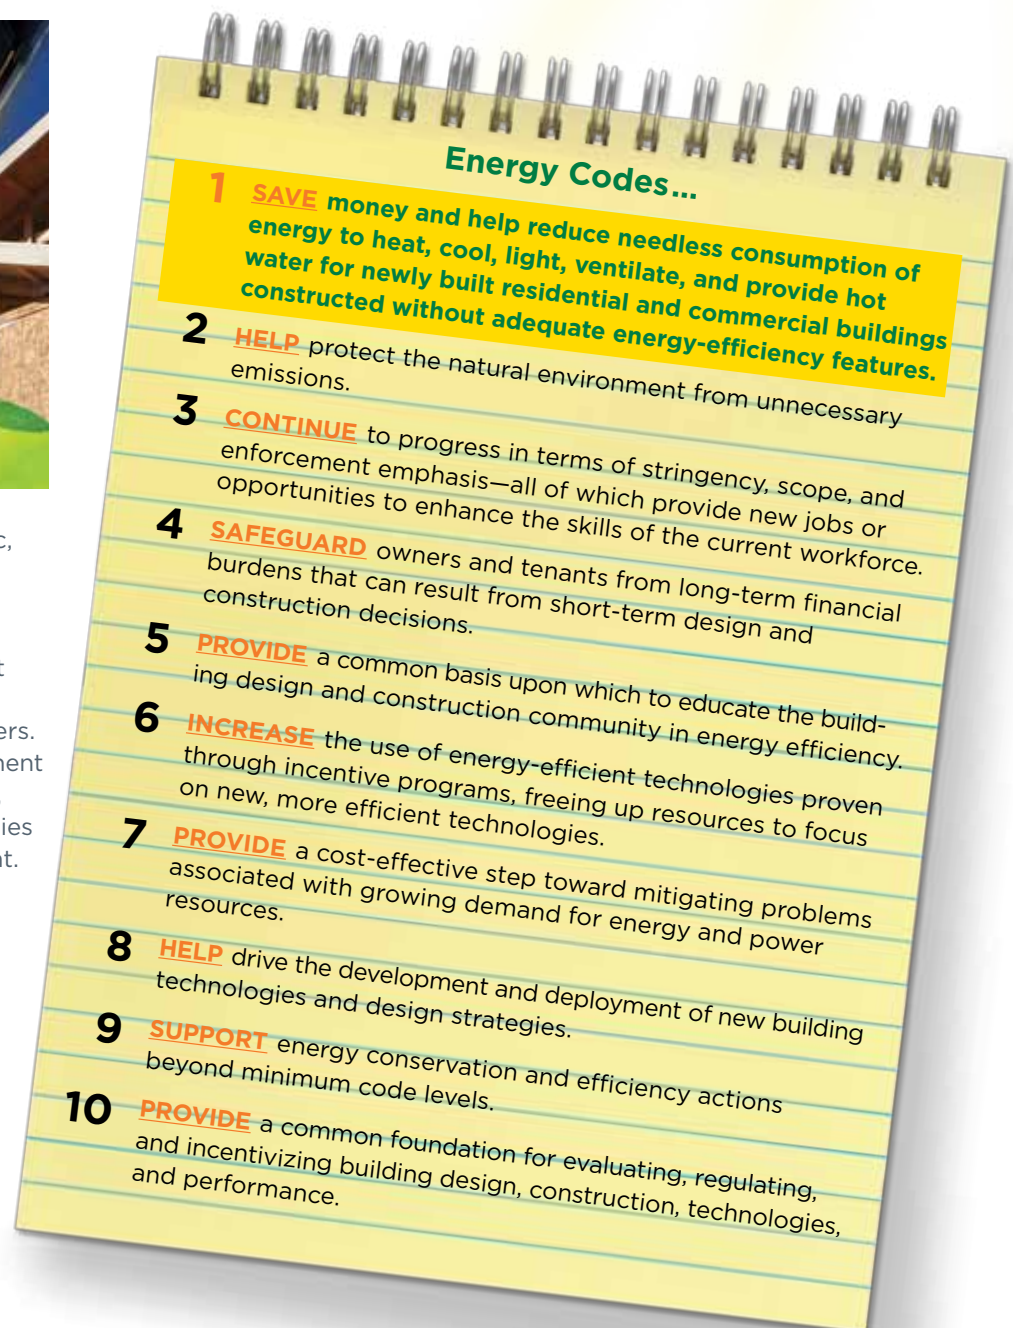 Energy Codes...
1 SAVE money and help reduce needless consumption of
energy to heat, cool, light, ventilate, and provide hot
water for newly built residential and commercial buildings
constructed without adequate energy-efficiency features.
2 HELP protect the natural environment from unnecessary
emissions.
3 CONTINUE to progress in terms of stringency, scope, and
enforcement emphasis—all of which provide new jobs or
opportunities to enhance the skills of the current workforce.
4 SAFEGUARD owners and tenants from long-term financial
burdens that can result from short-term design and
construction decisions.
5 PROVIDE a common basis upon which to educate the build-
ing design and construction community in energy efficiency.
6 INCREASE the use of energy-efficient technologies proven
through incentive programs, freeing up resources to focus
on new, more efficient technologies.
7 PROVIDE a cost-effective step toward mitigating problems
associated with growing demand for energy and power
resources.
8 HELP drive the development and deployment of new building
technologies and design strategies.
9 SUPPORT energy conservation and efficiency actions
beyond minimum code levels.
10 PROVIDE a common foundation for evaluating, regulating,
and incentivizing building design, construction, technologies,
and performance.